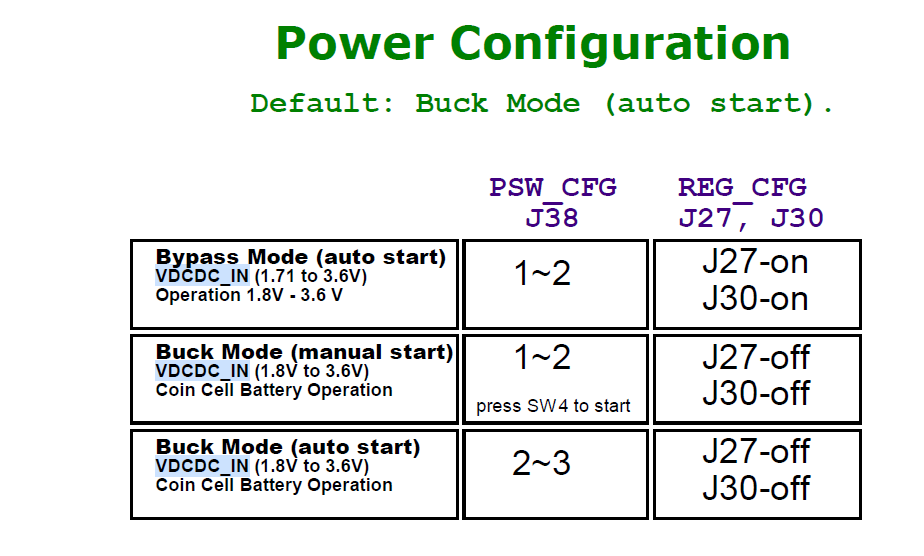 Power Configuration
Default: Buck Mode (auto start).
PSW_CFG
J38
REG_CFG
J27, J30
Bypass Mode (auto start)
VDCDC_IN (1.71 to 3.6V)
Operation 1.8V - 3.6 V
1~2
J27-on
J30-on
Buck Mode (manual start)
VDCDC_IN (1.8V to 3.6V)
Coin Cell Battery Operation
1~2
press SW4 to start
J27-off
J30-off
Buck Mode (auto start)
VDCDC_IN (1.8V to 3.6V)
Coin Cell Battery Operation
2~3
J27-off
J30-off